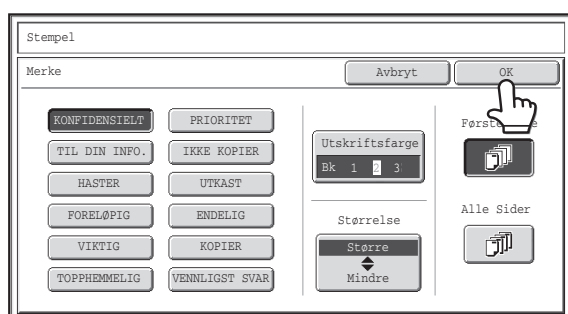 Stempel
Merke
Avbryt
OK
KONFIDENSIELT
PRIORITET
TIL DIN INFO.
IKKE KOPIER
HASTER
UTKAST
FORELØPIG
ENDELIG
VIKTIG
KOPIER
TOPPHEMMELIG
VENNLIGST SVAR
Utskriftsfarge
Bk 1 2 3
Størrelse
Større
Mindre
Første
Alle Sider